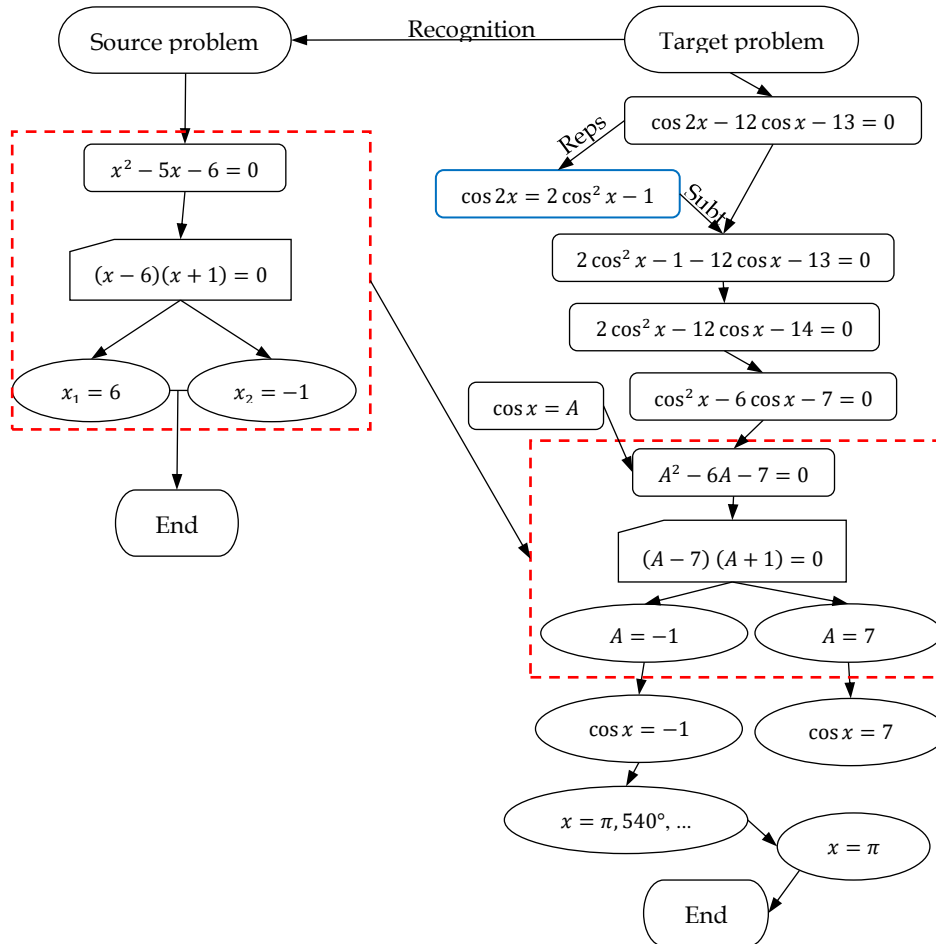 Source problem
Recognition
Target problem
cos 2x − 12 cos x − 13 = 0
Reps
x² − 5x − 6 = 0
cos 2x = 2 cos² x − 1
Subt
(x − 6)(x + 1) = 0
2 cos² x − 1 − 12 cos x − 13 = 0
2 cos² x − 12 cos x − 14 = 0
x₁ = 6
x₂ = −1
cos² x − 6 cos x − 7 = 0
cos x = A
A² − 6A − 7 = 0
End
(A − 7) (A + 1) = 0
A = −1
A = 7
cos x = −1
cos x = 7
x = π, 540°, …
x = π
End